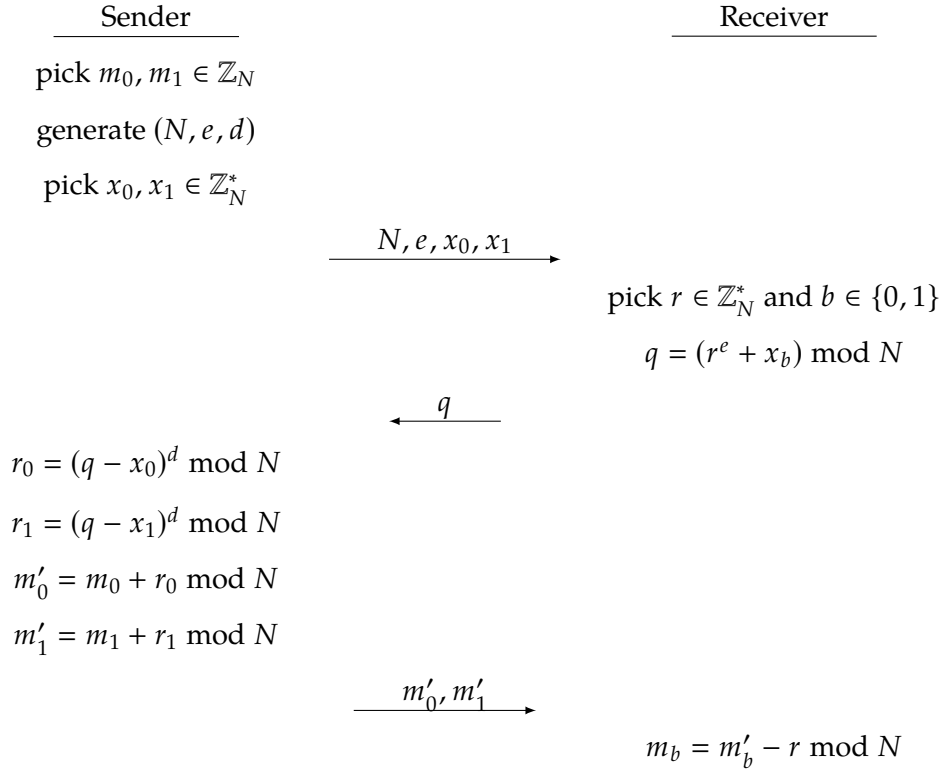 Sender
Receiver
pick m₀, m₁ ∈ ℤ_N
generate (N, e, d)
pick x₀, x₁ ∈ ℤ*_N
N, e, x₀, x₁
pick r ∈ ℤ*_N and b ∈ {0, 1}
q = (rᵉ + x_b) mod N
q
r₀ = (q − x₀)ᵈ mod N
r₁ = (q − x₁)ᵈ mod N
m′₀ = m₀ + r₀ mod N
m′₁ = m₁ + r₁ mod N
m′₀, m′₁
m_b = m′_b − r mod N